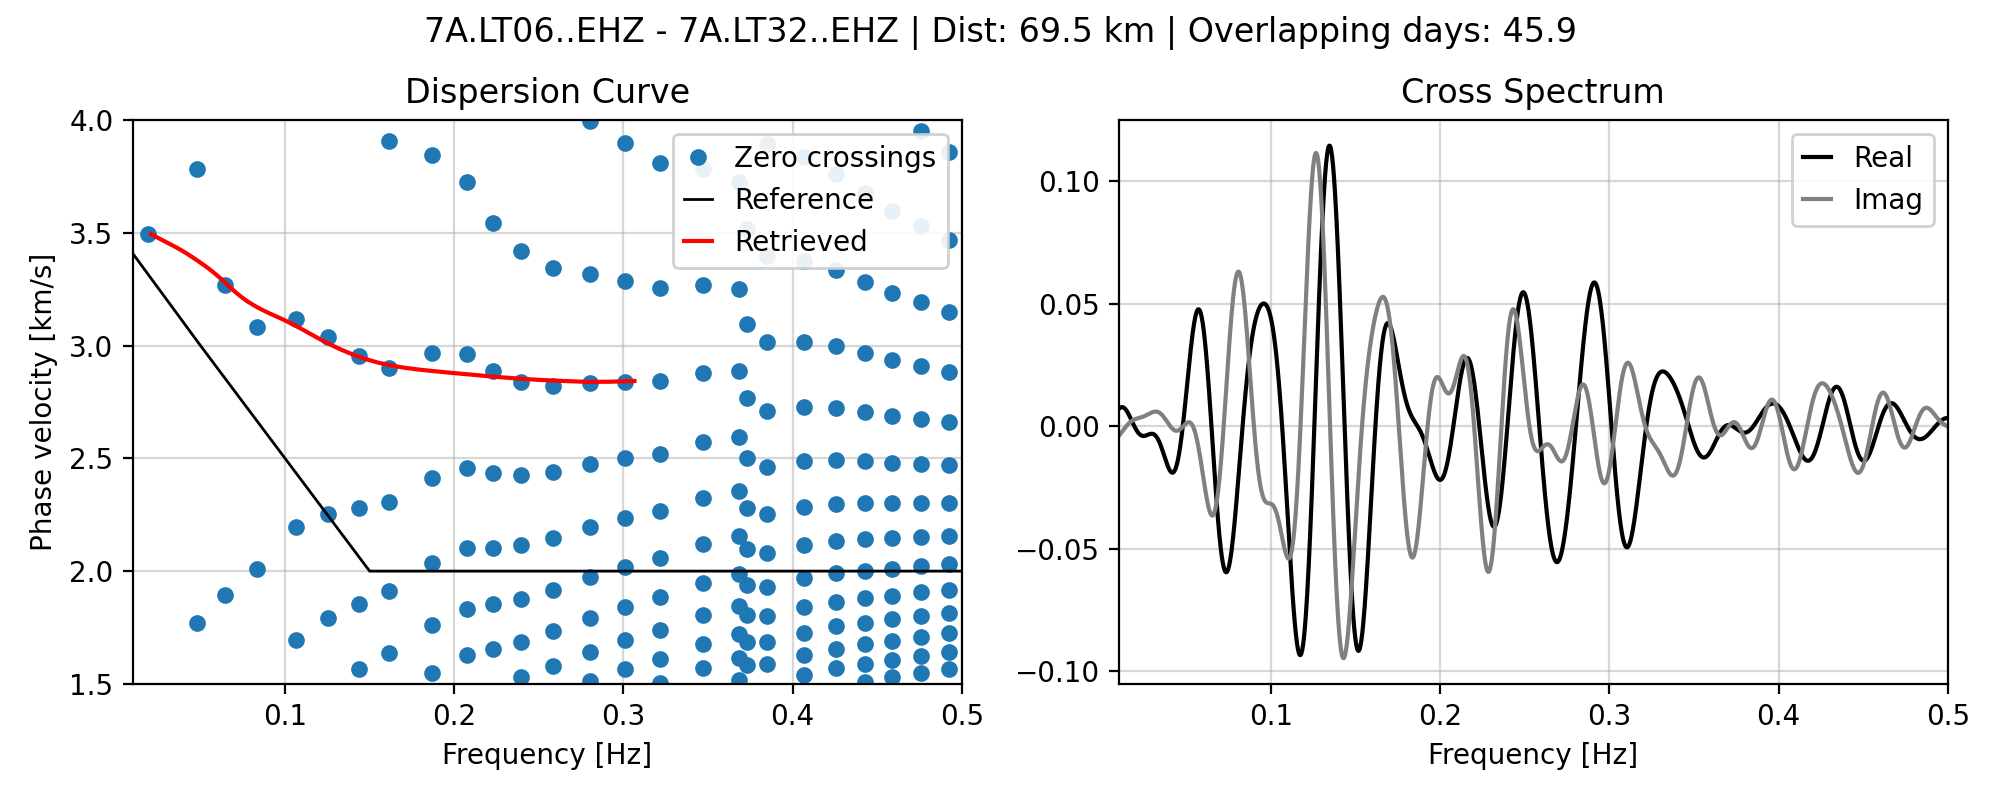 7A.LT06..EHZ - 7A.LT32..EHZ | Dist: 69.5 km | Overlapping days: 45.9
Dispersion Curve
4.0
3.5
3.0
2.5
2.0
1.5
Phase velocity [km/s]
0.1
0.2
0.3
0.4
0.5
Frequency [Hz]
Zero crossings
Reference
Retrieved
Cross Spectrum
0.10
0.05
0.00
−0.05
−0.10
0.1
0.2
0.3
0.4
0.5
Frequency [Hz]
Real
Imag